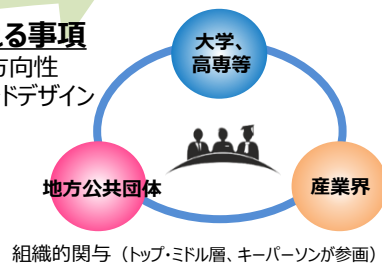 る事項
方向性
ドデザイン
大学、
高専等
地方公共団体
産業界
組織的関与（トップ・ミドル層、キーパーソンが参画）